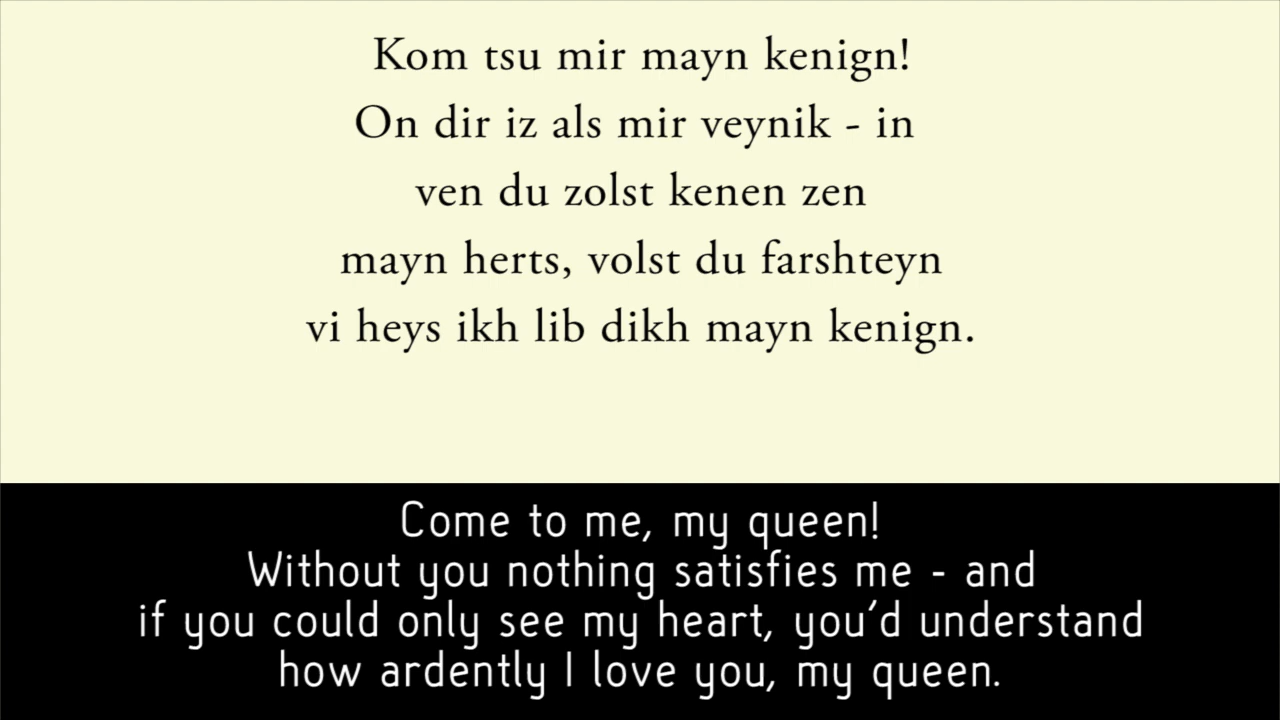 Kom tsu mir mayn kenign!
On dir iz als mir veynik - in
ven du zolst kenen zen
mayn herts, volst du farshteyn
vi heys ikh lib dikh mayn kenign.
Come to me, my queen!
Without you nothing satisfies me - and
if you could only see my heart, you'd understand
how ardently I love you, my queen.